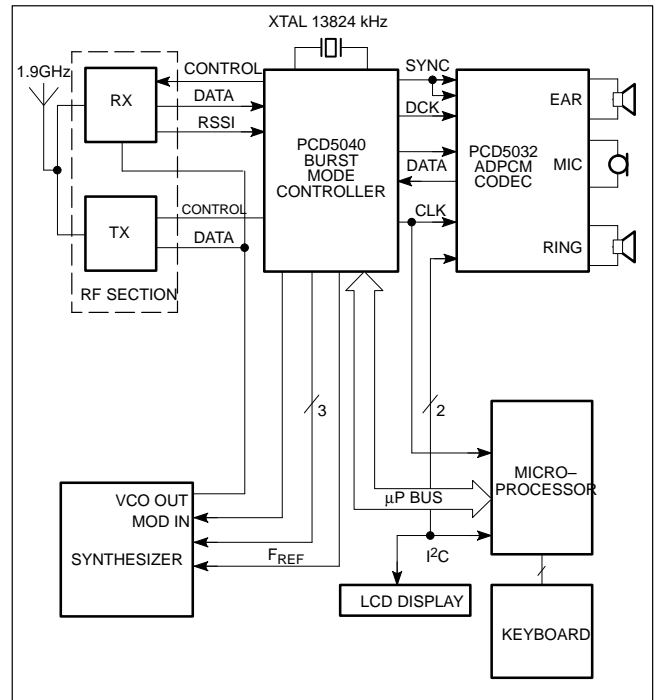 XTAL 13824 kHz
1.9GHz
RX
CONTROL
DATA
RSSI
TX
CONTROL
DATA
RF SECTION
PCD5040
BURST
MODE
CONTROLLER
SYNC
DCK
DATA
CLK
PCD5032
ADPCM
CODEC
EAR
MIC
RING
3
2
VCO OUT
MOD IN
SYNTHESIZER
FREF
µP BUS
I²C
MICRO–
PROCESSOR
LCD DISPLAY
KEYBOARD